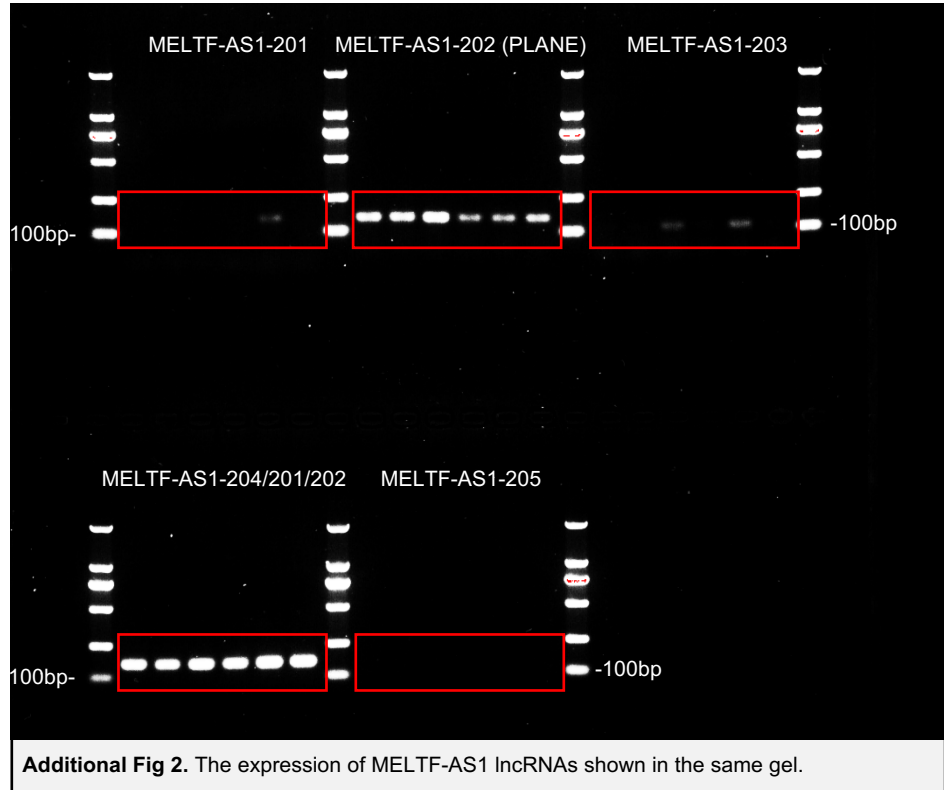 MELTF-AS1-201 MELTF-AS1-202 (PLANE) MELTF-AS1-203
100bp- -100bp
MELTF-AS1-204/201/202 MELTF-AS1-205
100bp- -100bp
Additional Fig 2. The expression of MELTF-AS1 lncRNAs shown in the same gel.